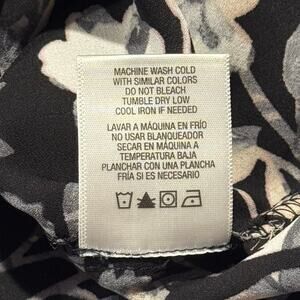 MACHINE WASH COLD
WITH SIMILAR COLORS
DO NOT BLEACH
TUMBLE DRY LOW
COOL IRON IF NEEDED
LAVAR A MÁQUINA EN FRÍO
NO USAR BLANQUEADOR
SECAR EN MÁQUINA A
TEMPERATURA BAJA
PLANCHAR CON UNA PLANCHA
FRÍA SI ES NECESARIO